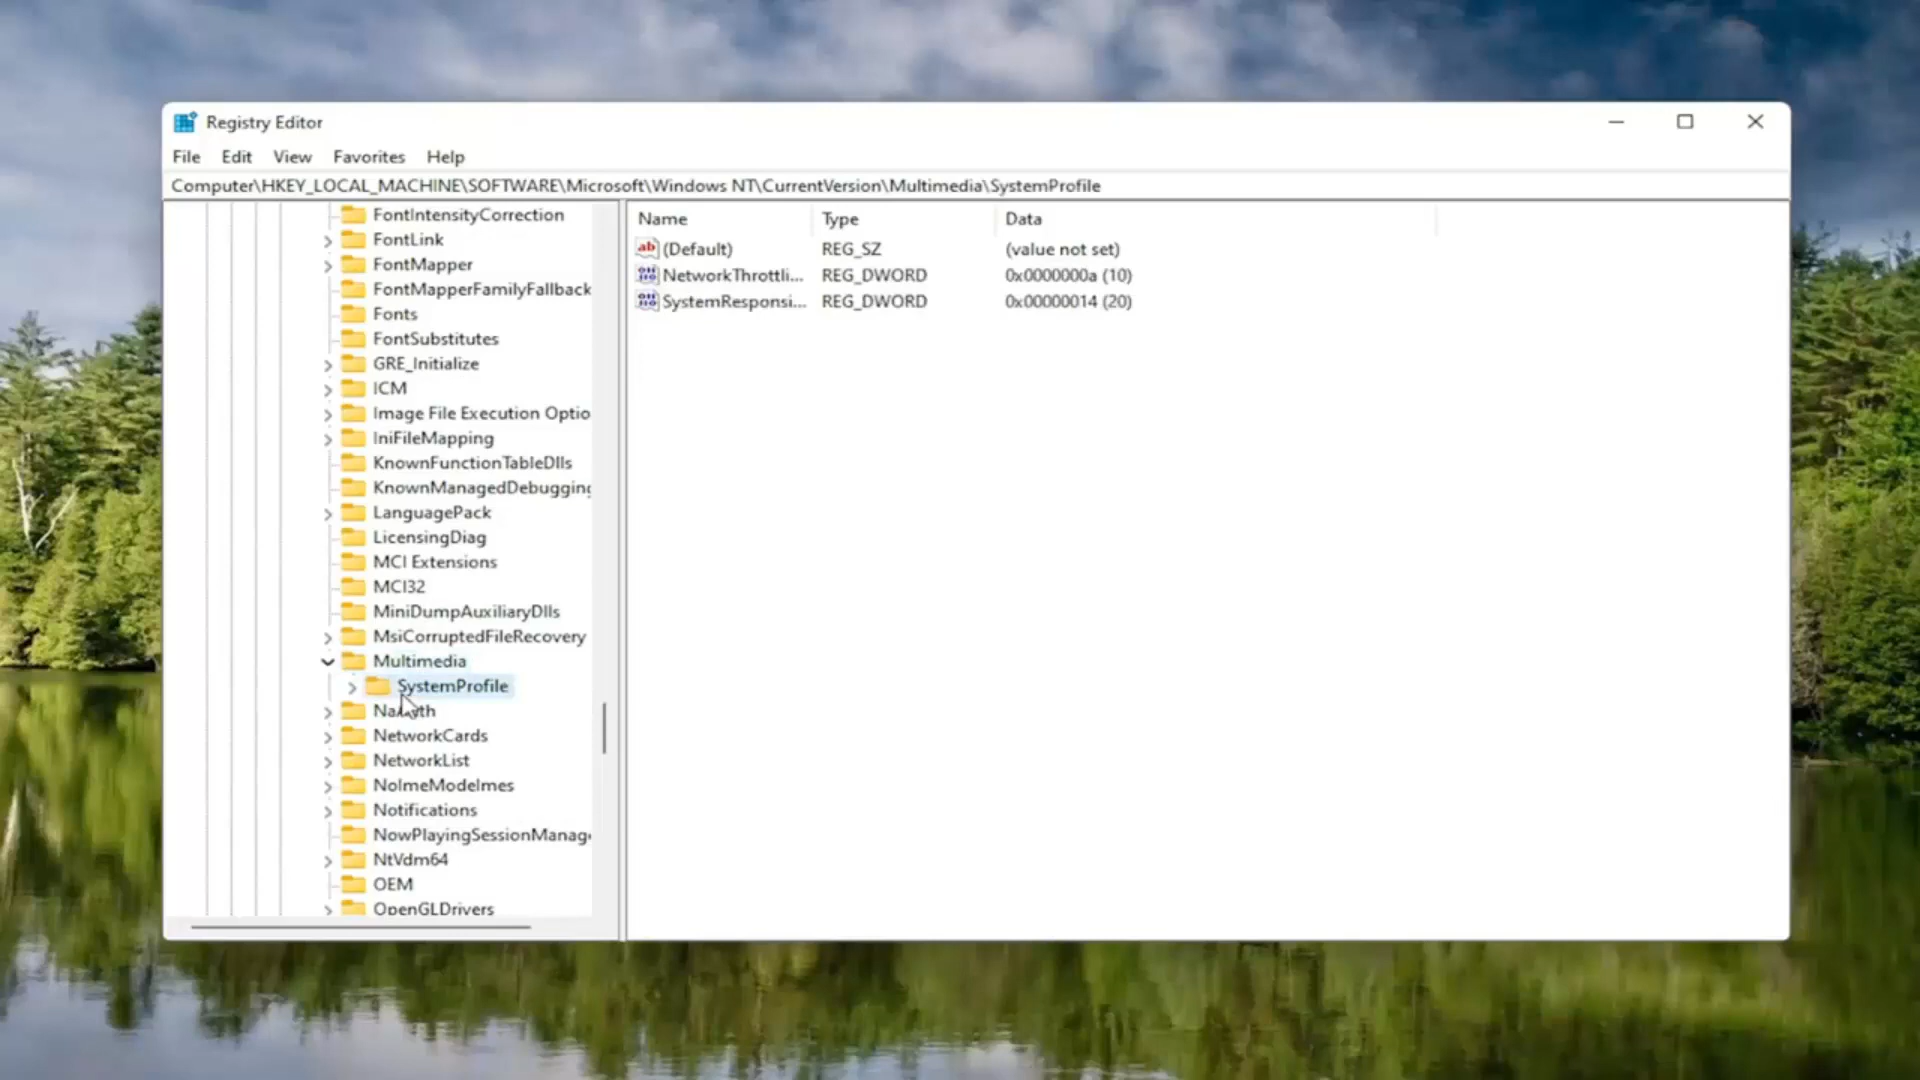 Registry Editor
File Edit View Favorites Help
Computer\HKEY_LOCAL_MACHINE\SOFTWARE\Microsoft\Windows NT\CurrentVersion\Multimedia\SystemProfile
FontIntensityCorrection
FontLink
FontMapper
FontMapperFamilyFallback
Fonts
FontSubstitutes
GRE_Initialize
ICM
Image File Execution Optio
IniFileMapping
KnownFunctionTableDlls
KnownManagedDebugging
LanguagePack
LicensingDiag
MCI Extensions
MCI32
MiniDumpAuxiliaryDlls
MsiCorruptedFileRecovery
Multimedia
SystemProfile
NetworkCards
NetworkList
NoImeModeImes
Notifications
NowPlayingSessionManag
NtVdm64
OEM
OpenGLDrivers
Name Type Data
ab (Default) REG_SZ (value not set)
NetworkThrottli... REG_DWORD 0x0000000a (10)
SystemResponsi... REG_DWORD 0x00000014 (20)